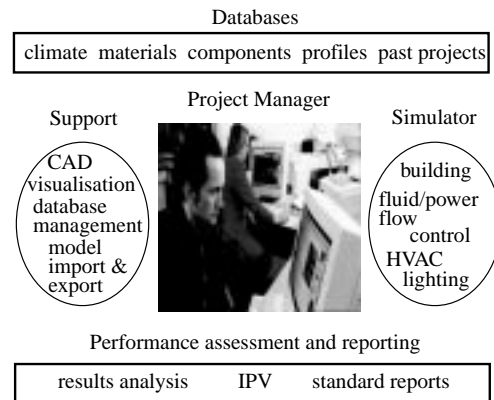 Databases
climate materials components profiles past projects
Project Manager
Support
CAD
visualisation
database
management
model
import &
export
Simulator
building
fluid/power
flow
control
HVAC
lighting
Performance assessment and reporting
results analysis IPV standard reports